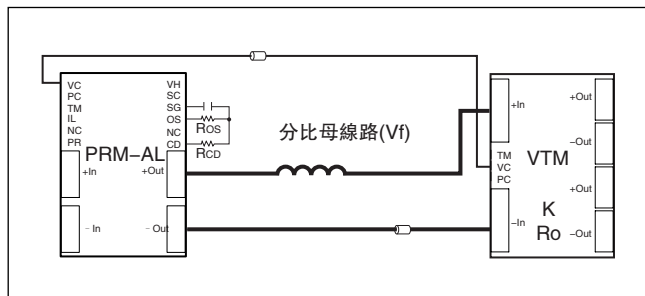 VC
PC
TM
IL
NC
PR
VH
SC
SG
OS
NC
CD
ROS
RCD
PRM-AL
+In
+Out
- In
- Out
分比母線路(Vf)
+In
+Out
-Out
TM
VC
PC
VTM
+Out
K
-In
Ro
-Out